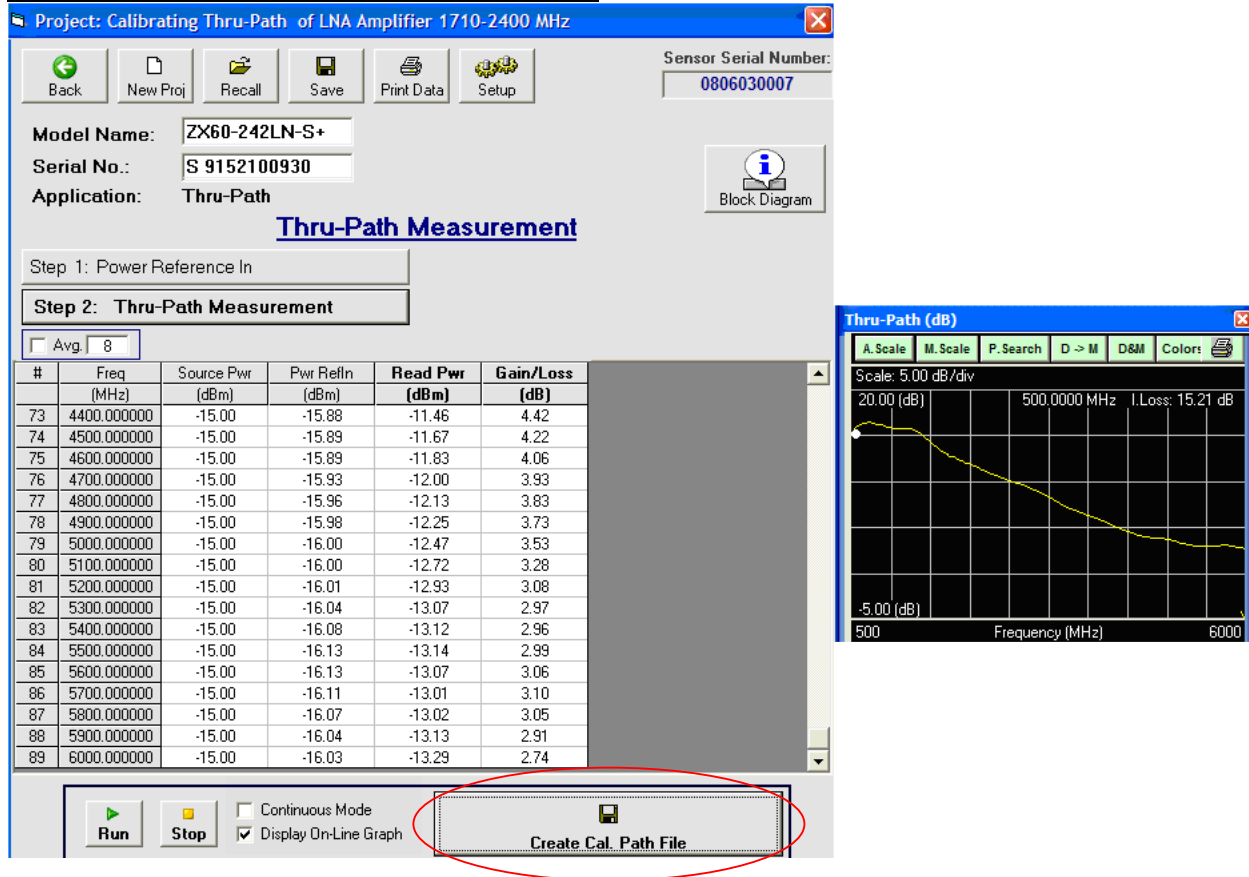 Project: Calibrating Thru-Path of LNA Amplifier 1710-2400 MHz
Back New Proj Recall Save Print Data Setup
Sensor Serial Number:
0806030007
Model Name: ZX60-242LN-S+
Serial No.: S 9152100930
Application: Thru-Path
Block Diagram
Thru-Path Measurement
Step 1: Power Reference In
Step 2: Thru-Path Measurement
Avg. 8
# Freq Source Pwr Pwr RefIn Read Pwr Gain/Loss
(MHz) (dBm) (dBm) (dBm) (dB)
73 4400.000000 -15.00 -15.88 -11.46 4.42
74 4500.000000 -15.00 -15.89 -11.67 4.22
75 4600.000000 -15.00 -15.89 -11.83 4.06
76 4700.000000 -15.00 -15.93 -12.00 3.93
77 4800.000000 -15.00 -15.96 -12.13 3.83
78 4900.000000 -15.00 -15.98 -12.25 3.73
79 5000.000000 -15.00 -16.00 -12.47 3.53
80 5100.000000 -15.00 -16.00 -12.72 3.28
81 5200.000000 -15.00 -16.01 -12.93 3.08
82 5300.000000 -15.00 -16.04 -13.07 2.97
83 5400.000000 -15.00 -16.08 -13.12 2.96
84 5500.000000 -15.00 -16.13 -13.14 2.99
85 5600.000000 -15.00 -16.13 -13.07 3.06
86 5700.000000 -15.00 -16.11 -13.01 3.10
87 5800.000000 -15.00 -16.07 -13.02 3.05
88 5900.000000 -15.00 -16.04 -13.13 2.91
89 6000.000000 -15.00 -16.03 -13.29 2.74
Run Stop
Continuous Mode
Display On-Line Graph
Create Cal. Path File
Thru-Path (dB)
A.Scale M.Scale P.Search D -> M D&M Colors
Scale: 5.00 dB/div
20.00 (dB) 500.0000 MHz I.Loss: 15.21 dB
-5.00 (dB)
500 Frequency (MHz) 6000